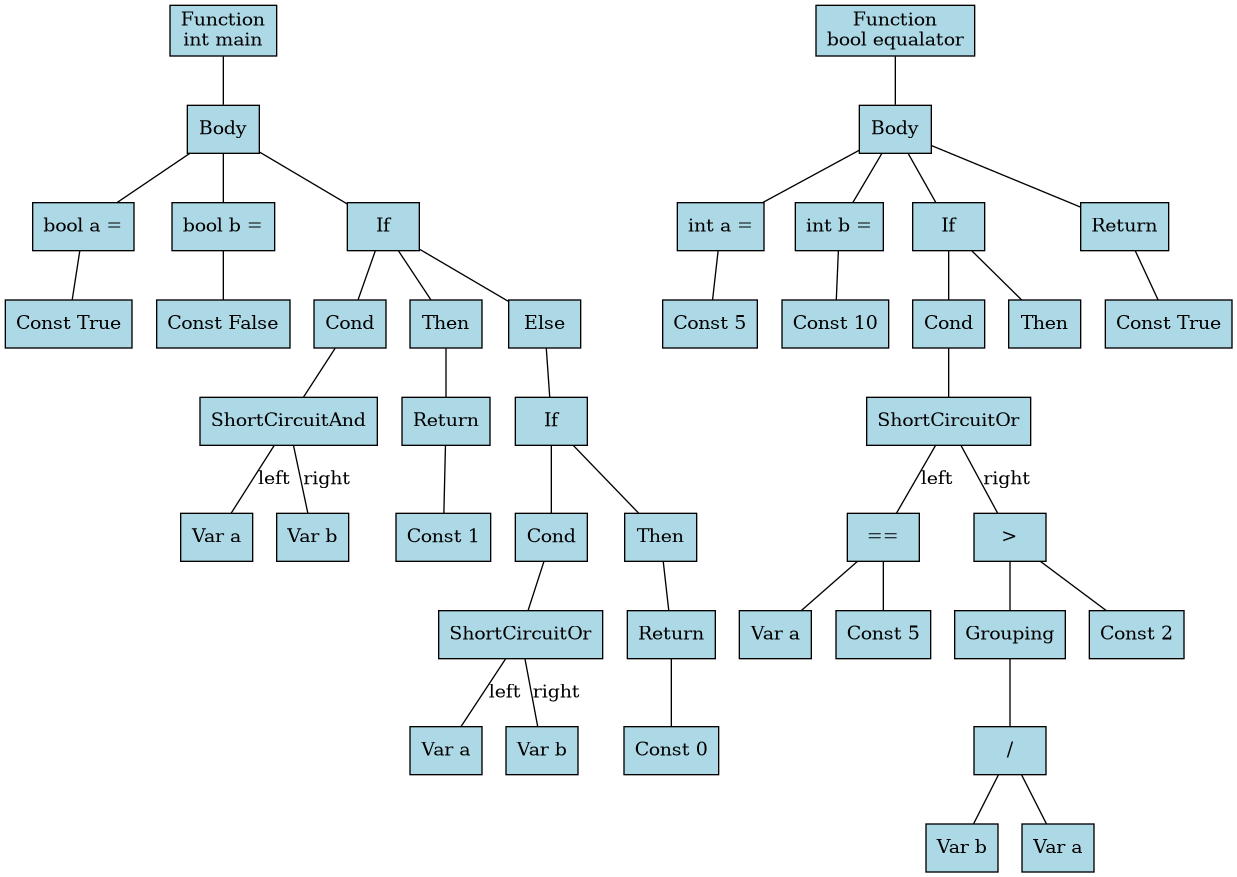 Function
int main
Function
bool equalator
Body
Body
bool a =
bool b =
If
int a =
int b =
If
Return
Const True
Const False
Cond
Then
Else
Const 5
Const 10
Cond
Then
Const True
ShortCircuitAnd
Return
If
ShortCircuitOr
left
right
left
right
Var a
Var b
Const 1
Cond
Then
==
>
ShortCircuitOr
Return
Var a
Const 5
Grouping
Const 2
left
right
Var a
Var b
Const 0
/
Var b
Var a